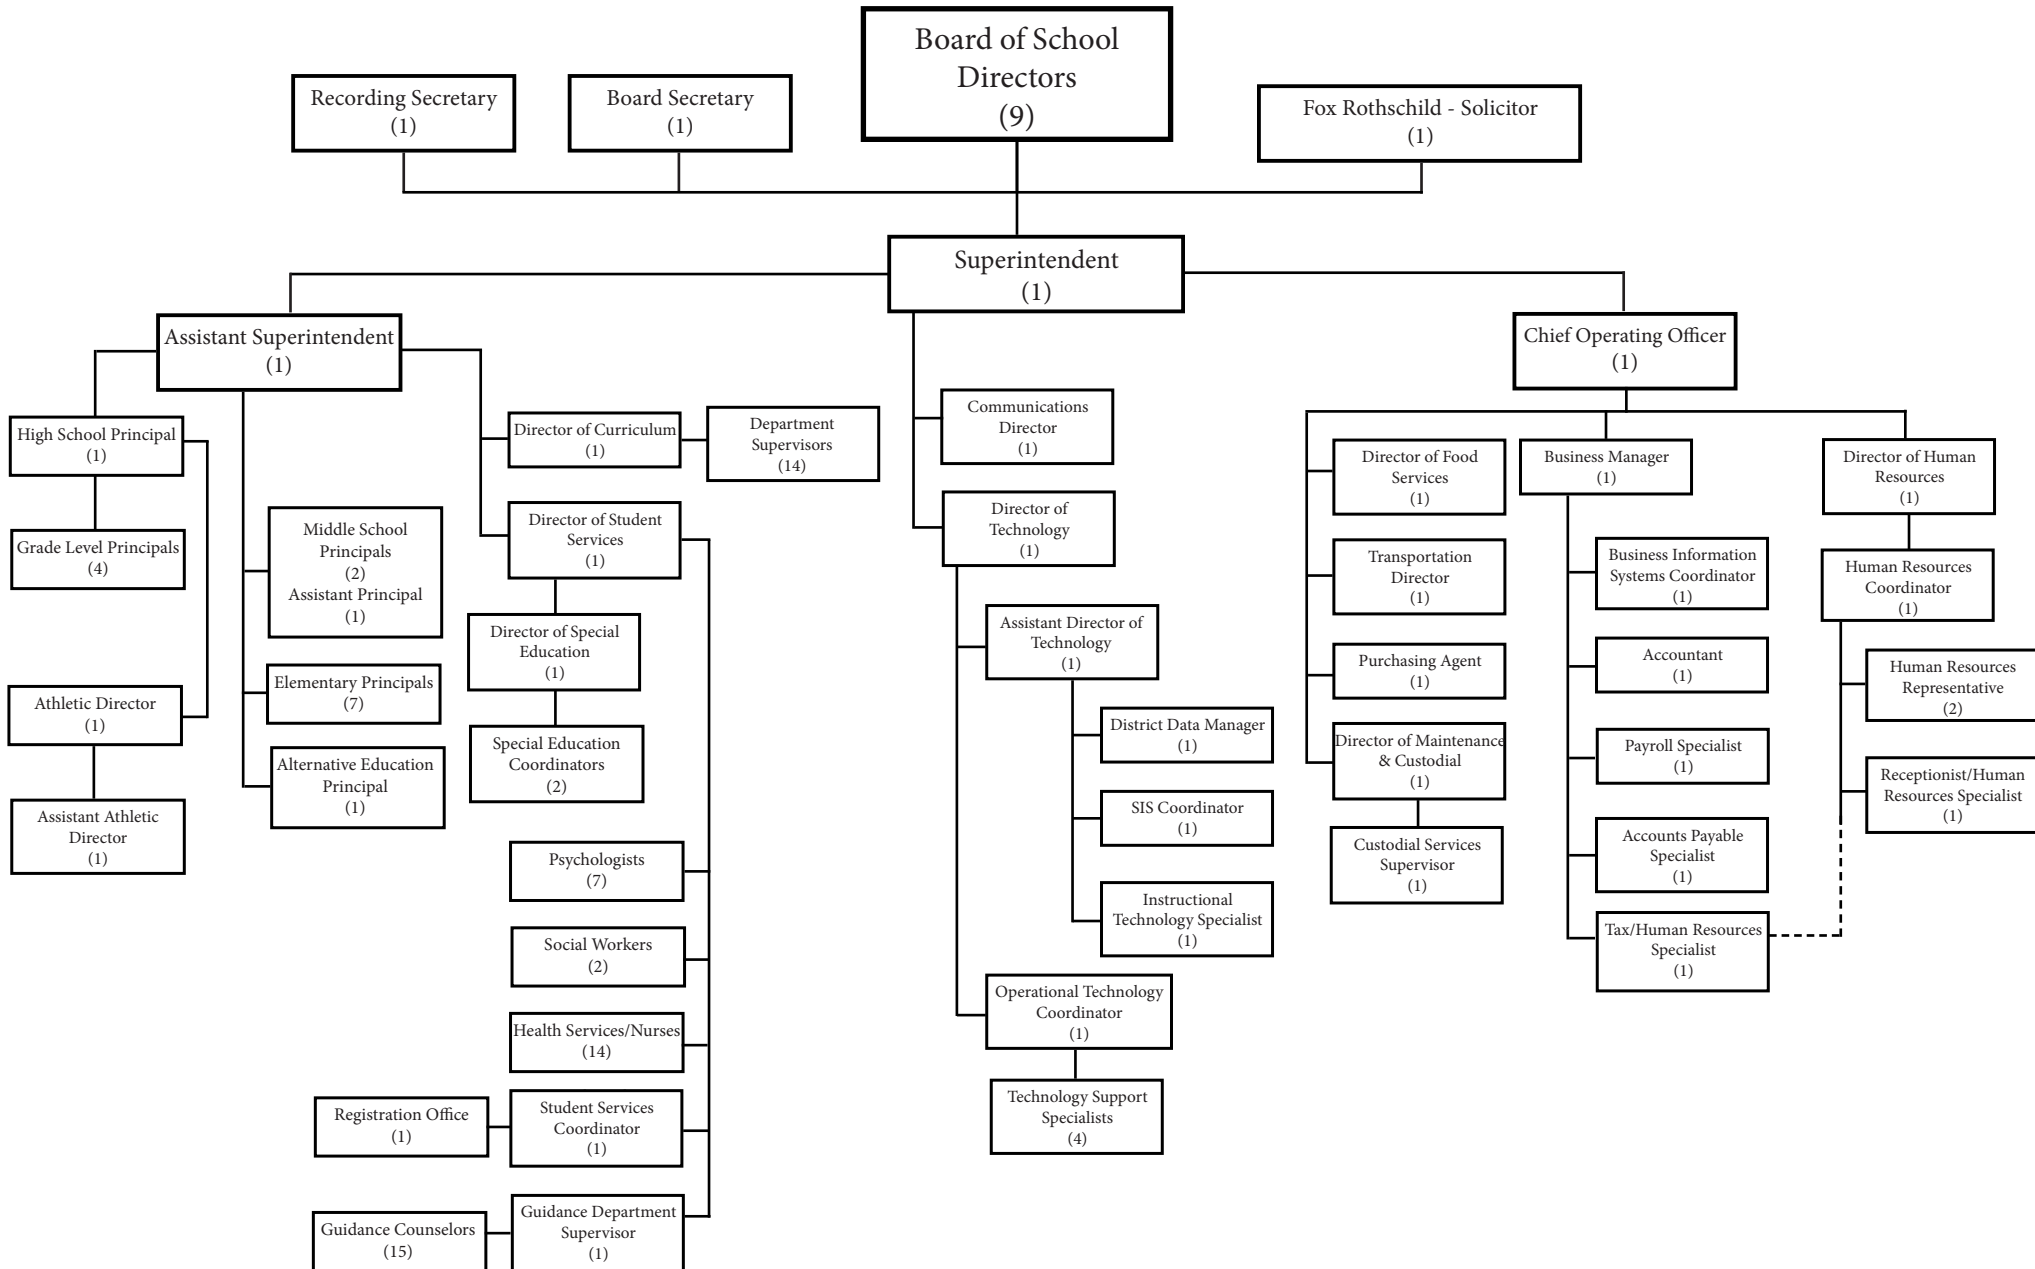 Board of School
Directors
(9)
Recording Secretary
(1)
Board Secretary
(1)
Fox Rothschild - Solicitor
(1)
Superintendent
(1)
Assistant Superintendent
(1)
Chief Operating Officer
(1)
High School Principal
(1)
Grade Level Principals
(4)
Athletic Director
(1)
Assistant Athletic
Director
(1)
Middle School
Principals
(2)
Assistant Principal
(1)
Elementary Principals
(7)
Alternative Education
Principal
(1)
Director of Curriculum
(1)
Department
Supervisors
(14)
Director of Student
Services
(1)
Director of Special
Education
(1)
Special Education
Coordinators
(2)
Psychologists
(7)
Social Workers
(2)
Health Services/Nurses
(14)
Registration Office
(1)
Student Services
Coordinator
(1)
Guidance Counselors
(15)
Guidance Department
Supervisor
(1)
Communications
Director
(1)
Director of
Technology
(1)
Assistant Director of
Technology
(1)
District Data Manager
(1)
SIS Coordinator
(1)
Instructional
Technology Specialist
(1)
Operational Technology
Coordinator
(1)
Technology Support
Specialists
(4)
Director of Food
Services
(1)
Transportation
Director
(1)
Purchasing Agent
(1)
Director of Maintenance
& Custodial
(1)
Custodial Services
Supervisor
(1)
Business Manager
(1)
Business Information
Systems Coordinator
(1)
Accountant
(1)
Payroll Specialist
(1)
Accounts Payable
Specialist
(1)
Tax/Human Resources
Specialist
(1)
Director of Human
Resources
(1)
Human Resources
Coordinator
(1)
Human Resources
Representative
(2)
Receptionist/Human
Resources Specialist
(1)